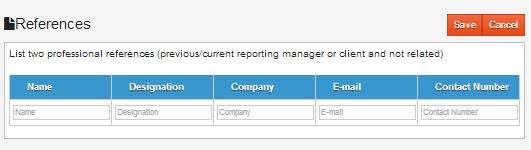 References Save Cancel
List two professional references (previous/current reporting manager or client and not related)
Name Designation Company E-mail Contact Number
Name Designation Company E-mail Contact Number